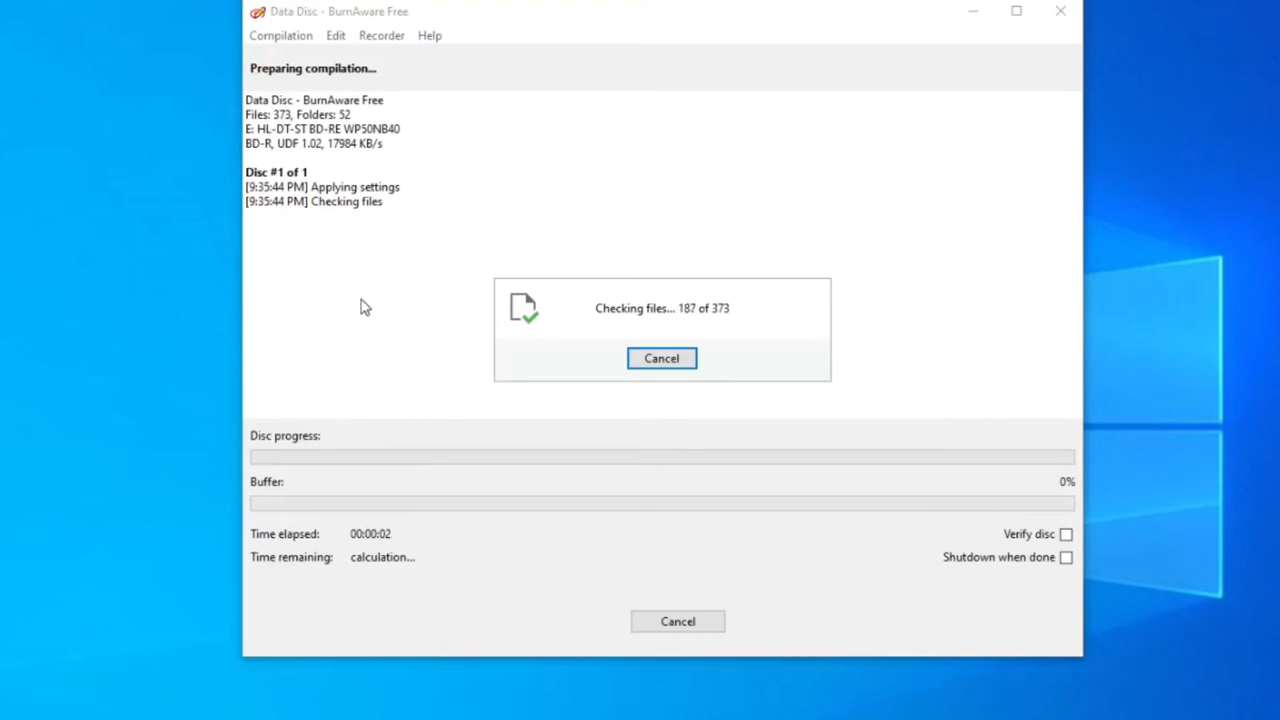 Data Disc - BurnAware Free
Compilation Edit Recorder Help
Preparing compilation...
Data Disc - BurnAware Free
Files: 373, Folders: 52
E: HL-DT-ST BD-RE WP50NB40
BD-R, UDF 1.02, 17984 KB/s
Disc #1 of 1
[9:35:44 PM] Applying settings
[9:35:44 PM] Checking files
Checking files... 187 of 373
Cancel
Disc progress:
Buffer: 0%
Time elapsed: 00:00:02 Verify disc
Time remaining: calculation... Shutdown when done
Cancel